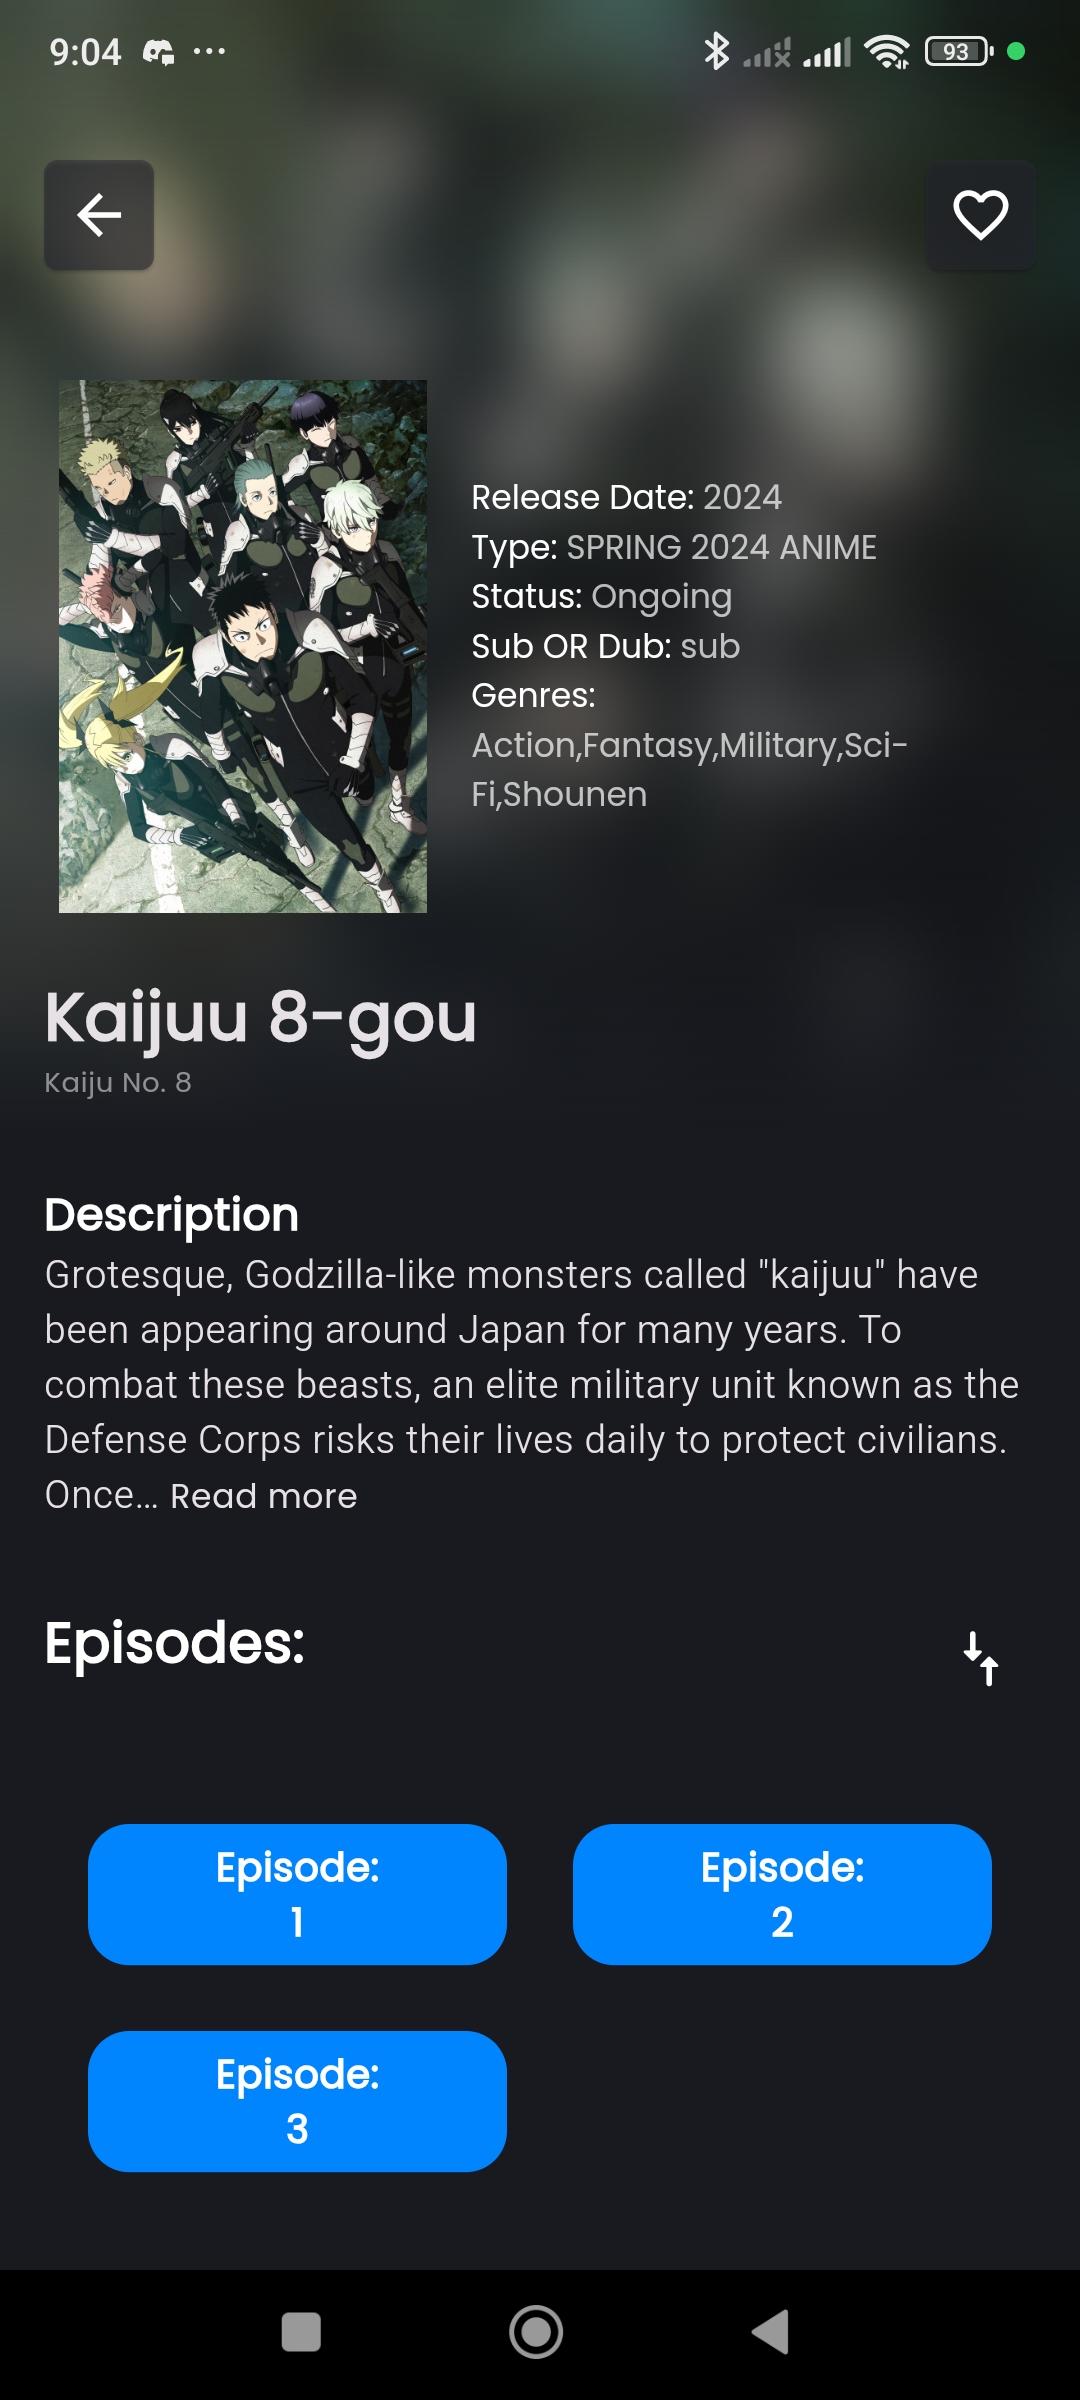 9:04
93
Release Date: 2024
Type: SPRING 2024 ANIME
Status: Ongoing
Sub OR Dub: sub
Genres:
Action,Fantasy,Military,Sci-
Fi,Shounen
Kaijuu 8-gou
Kaiju No. 8
Description
Grotesque, Godzilla-like monsters called "kaijuu" have
been appearing around Japan for many years. To
combat these beasts, an elite military unit known as the
Defense Corps risks their lives daily to protect civilians.
Once... Read more
Episodes:
Episode:
1
Episode:
2
Episode:
3